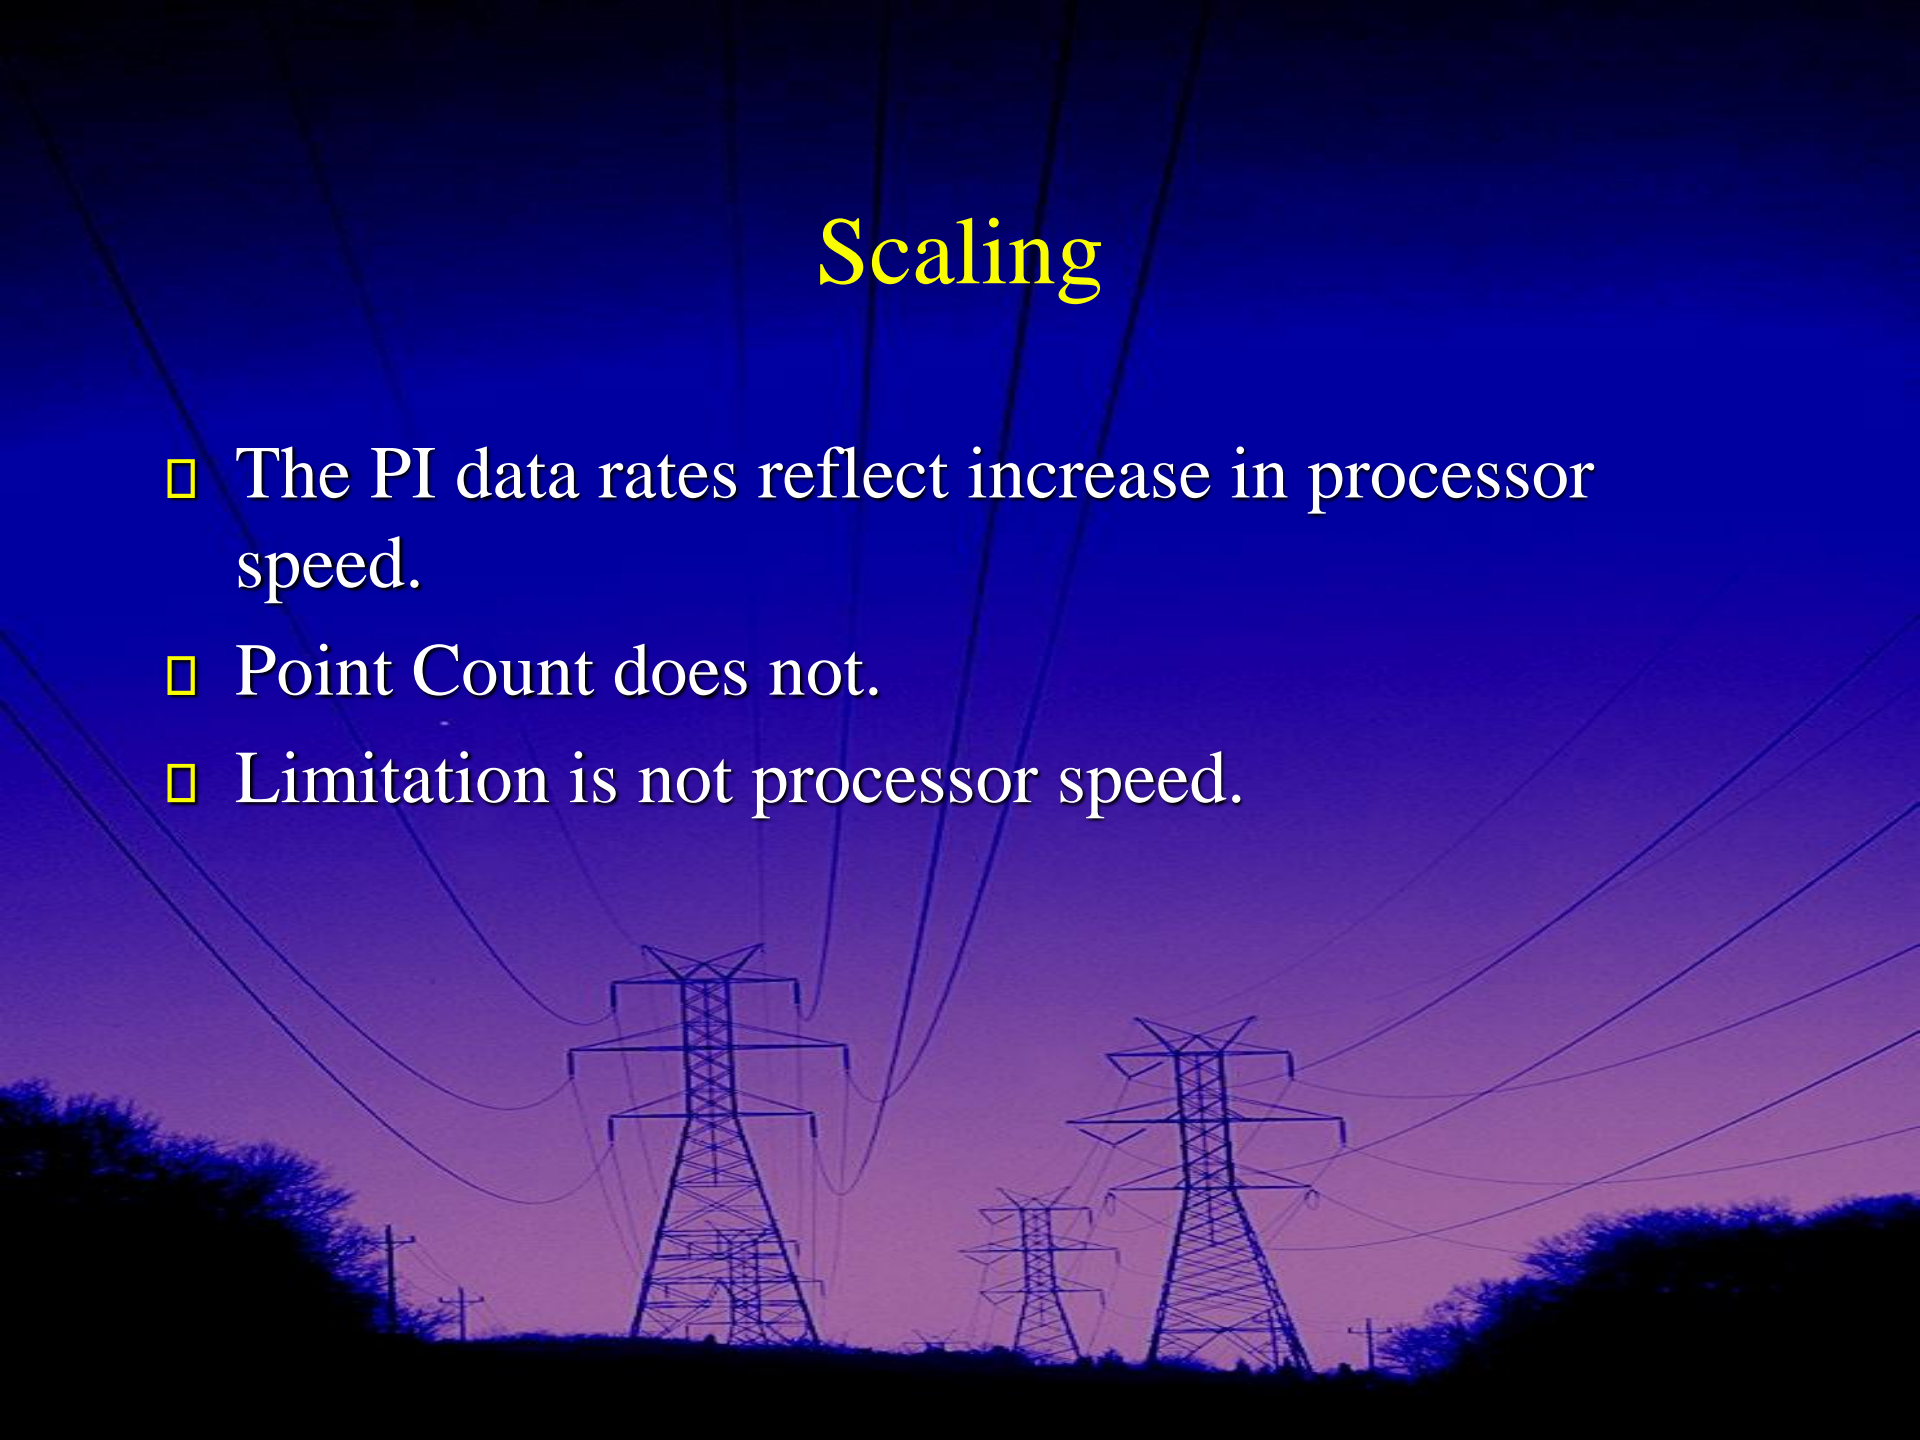 Scaling
The PI data rates reflect increase in processor
speed.
Point Count does not.
Limitation is not processor speed.